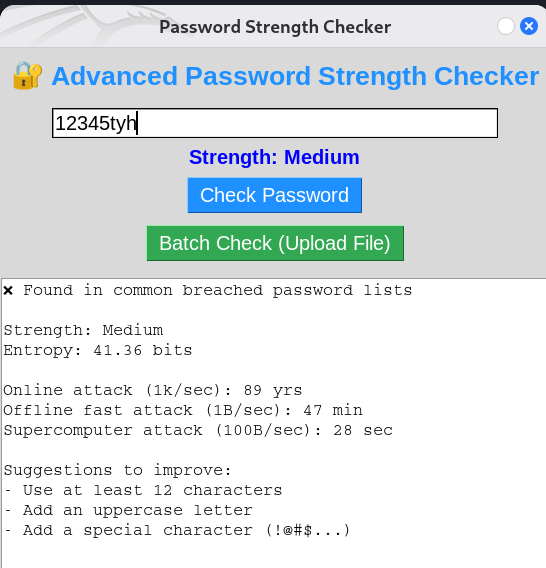 Password Strength Checker
🔐 Advanced Password Strength Checker
12345tyh
Strength: Medium
Check Password
Batch Check (Upload File)
❌ Found in common breached password lists
Strength: Medium
Entropy: 41.36 bits
Online attack (1k/sec): 89 yrs
Offline fast attack (1B/sec): 47 min
Supercomputer attack (100B/sec): 28 sec
Suggestions to improve:
- Use at least 12 characters
- Add an uppercase letter
- Add a special character (!@#$...)